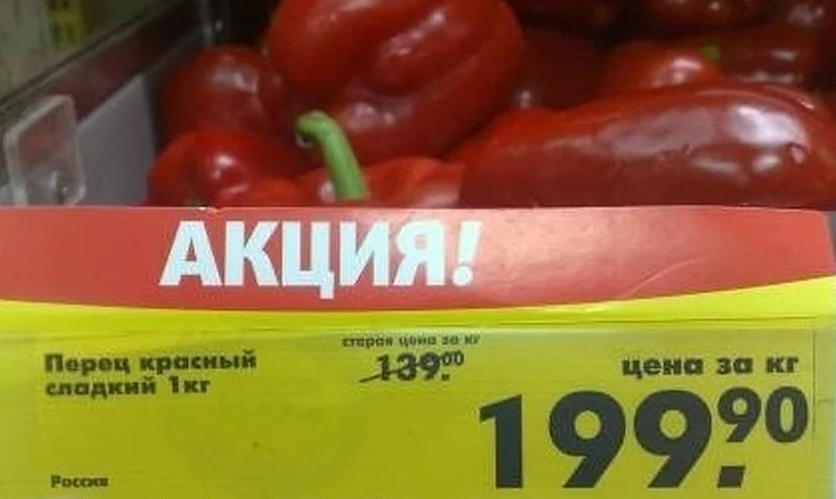 АКЦИЯ!
старая цена за кг
Перец красный
139.00
цена за кг
сладкий 1кг
199.90
Россия